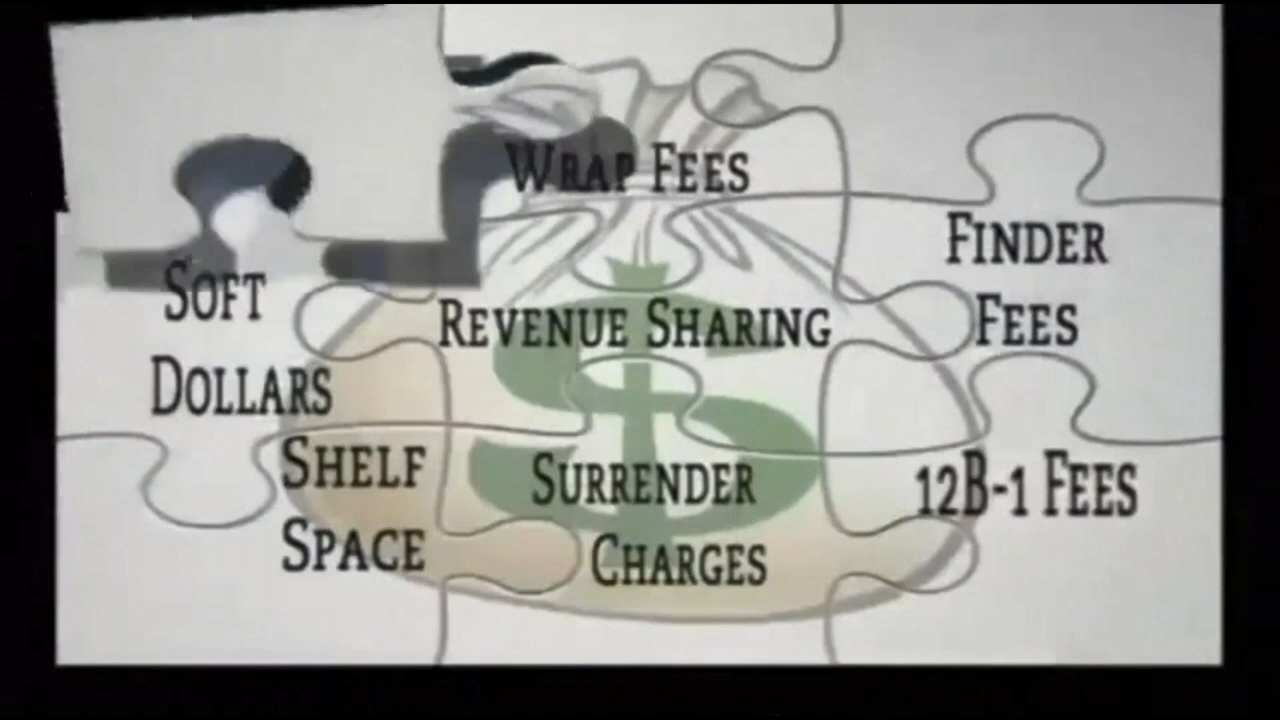 WRAP FEES
FINDER
FEES
SOFT
DOLLARS
REVENUE SHARING
SHELF
SPACE
SURRENDER
CHARGES
12B-1 FEES